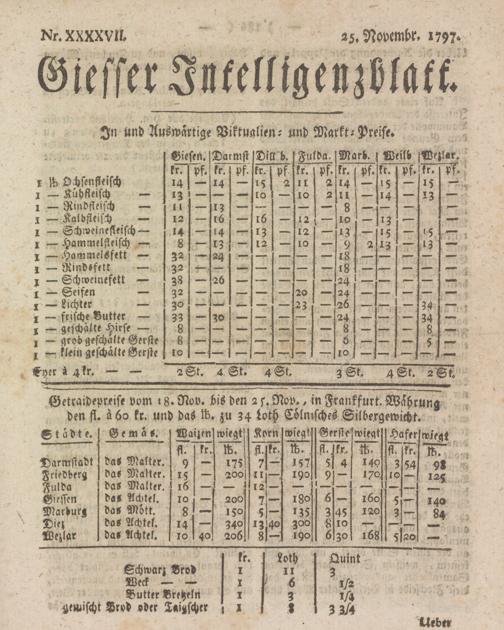 Nr. XXXXVII. 25. Novembr. 1797.
Giesser Intelligenzblatt.
In und Auswärtige Viktualien- und Markt-Preise.
Giesen. Darmst Dill b. Fulda. Marb. Weilb Wezlar.
kr. pf. kr. pf. kr. pf. kr. pf. kr. pf. kr. pf. kr. pf.
1 ℔ Ochsenfleisch 14 — 14 — 15 2 11 2 14 — 15 — 15 —
1 — Kühfleisch — 13 — — — 10 — 10 2 11 — 14 — 13 —
1 — Rindfleisch — 11 — 13 — — — — — 8 — — — — —
1 — Kalbfleisch — 12 — 16 — 16 — 12 — 10 — 13 — — —
1 — Schweinefleisch — 14 — 14 — 13 — 12 — 13 — 15 — 15 —
1 — Hammelfleisch — 8 — 13 — 12 — 10 — 9 2 13 — 13 —
1 — Hammelsfett — 32 — 24 — — — — — 18 — — — — —
1 — Rindsfett — 32 — — — — — — — 18 — — — — —
1 — Schweinefett — 38 — 26 — — — — — 24 — — — — —
1 — Seifen — 32 — — — — — 20 — 24 — — — — —
1 — Lichter — 30 — — — — — 23 — 26 — — — 34 —
1 — frische Butter — 33 — 30 — — — — — 24 — — — 34 —
1 — geschälte Hirse — 8 — — — — — — — 8 — — — 8 —
1 — grob geschälte Gerste 8 — — — — — — — 6 — — — 5 —
1 — klein geschälte Gerste 10 — — — — — — — 10 — — — — —
Eyer à 4 kr. — — 2 St. 4 St. 4 St. — 3 St. 4 St. 2 St.
Getraidepreise vom 18. Nov. bis den 25. Nov., in Frankfurt. Währung
den fl. à 60 kr. und das ℔. zu 34 Loth Cölnisches Silbergewicht.
Städte. Gemäs. Waizen wiegt Korn wiegt Gerste wiegt Hafer wiegt
fl. kr. ℔. fl. kr. ℔. fl. kr. ℔. fl. kr. ℔.
Darmstadt das Malter. 9 — 175 7 — 157 5 4 140 3 54 98
Friedberg das Malter. 15 — 200 11 — 190 9 — 170 10 — 125
Fulda das Malter. 16 — — 12 — — — — — — — —
Giessen das Achtel. 10 — 200 7 — 180 6 — 160 5 — 140
Marburg das Mött. 8 — 150 5 — 135 3 45 120 3 — 84
Diez das Achtel. 14 — 340 13 40 300 8 10 — — — —
Wezlar das Achtel. 10 40 206 8 — 190 6 30 168 5 20 —
kr. Loth Quint
Schwarz Brod 1 11 3
Weck — — 1 6 1/2
Butter Bretzeln 1 3 1/4
gemischt Brod oder Taigscher 1 8 3 3/4
Ueber